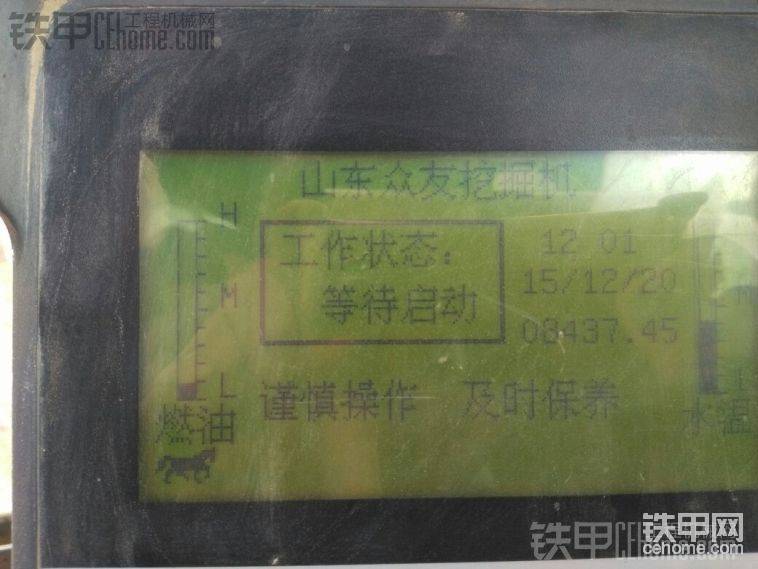 铁甲工程机械网
CEhome.com
山东众友挖掘机
H
工作状态：
12 01
等待启动
15/12/20
M
M
08437.45
L
L
谨慎操作 及时保养
燃油
水温
铁甲网
cehome.com